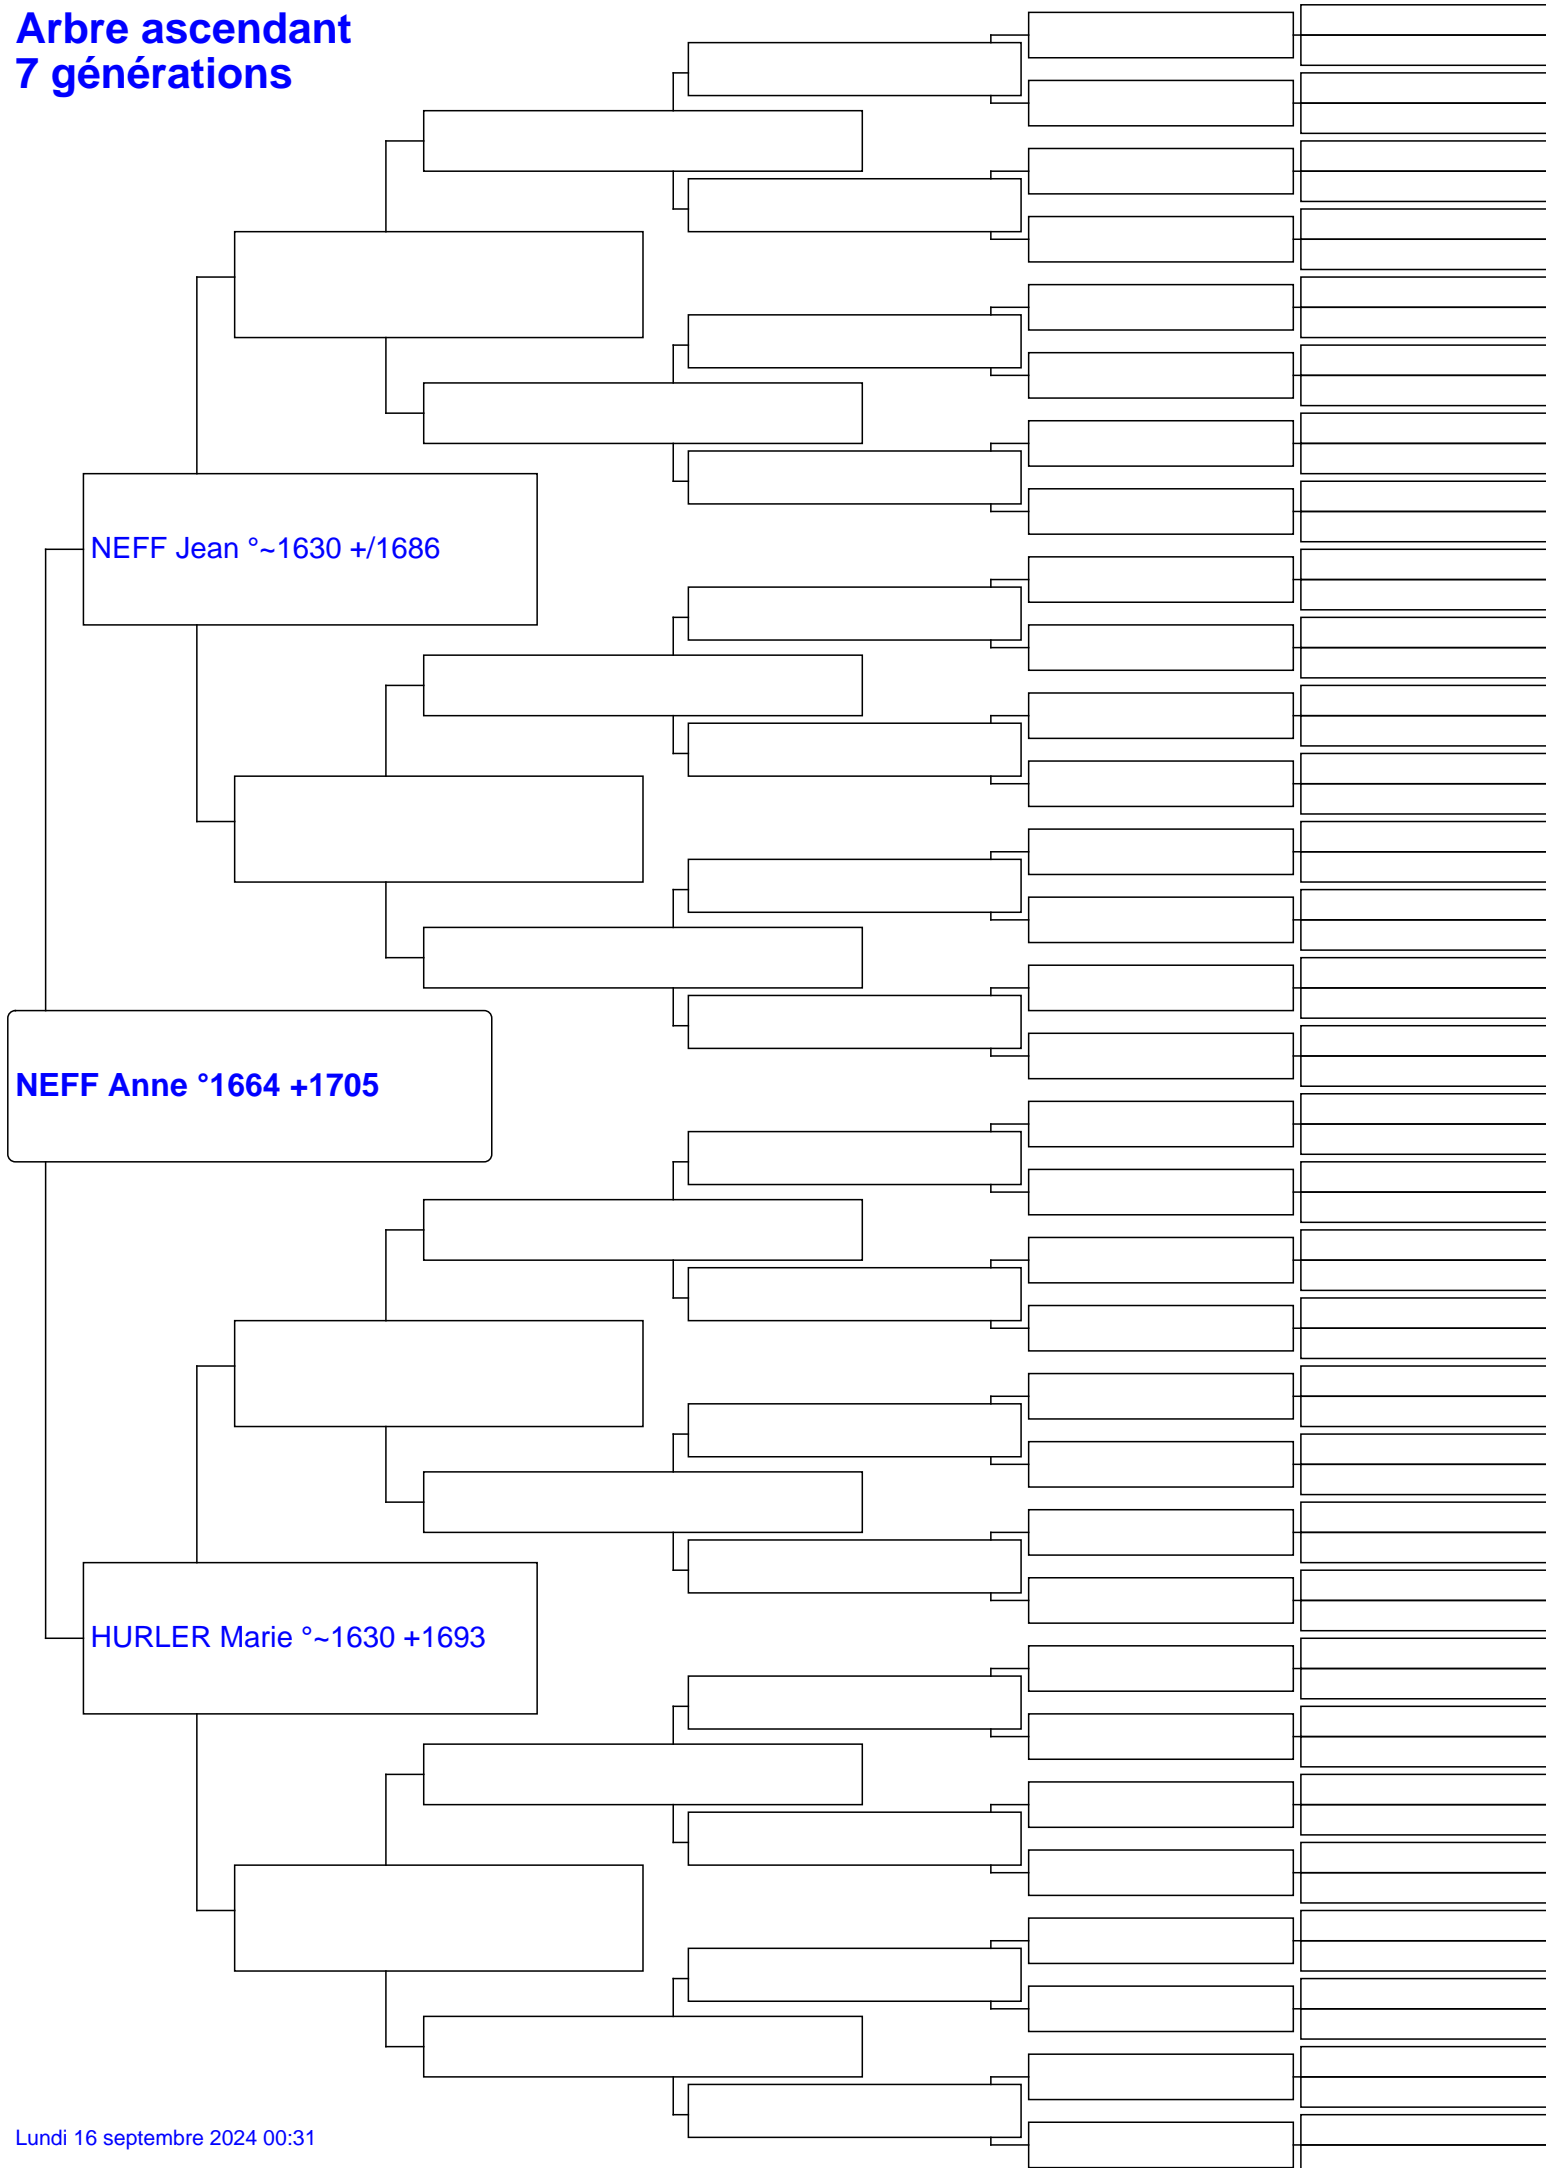 Arbre ascendant
7 générations
NEFF Jean °~1630 +/1686
NEFF Anne °1664 +1705
HURLER Marie °~1630 +1693
Lundi 16 septembre 2024 00:31